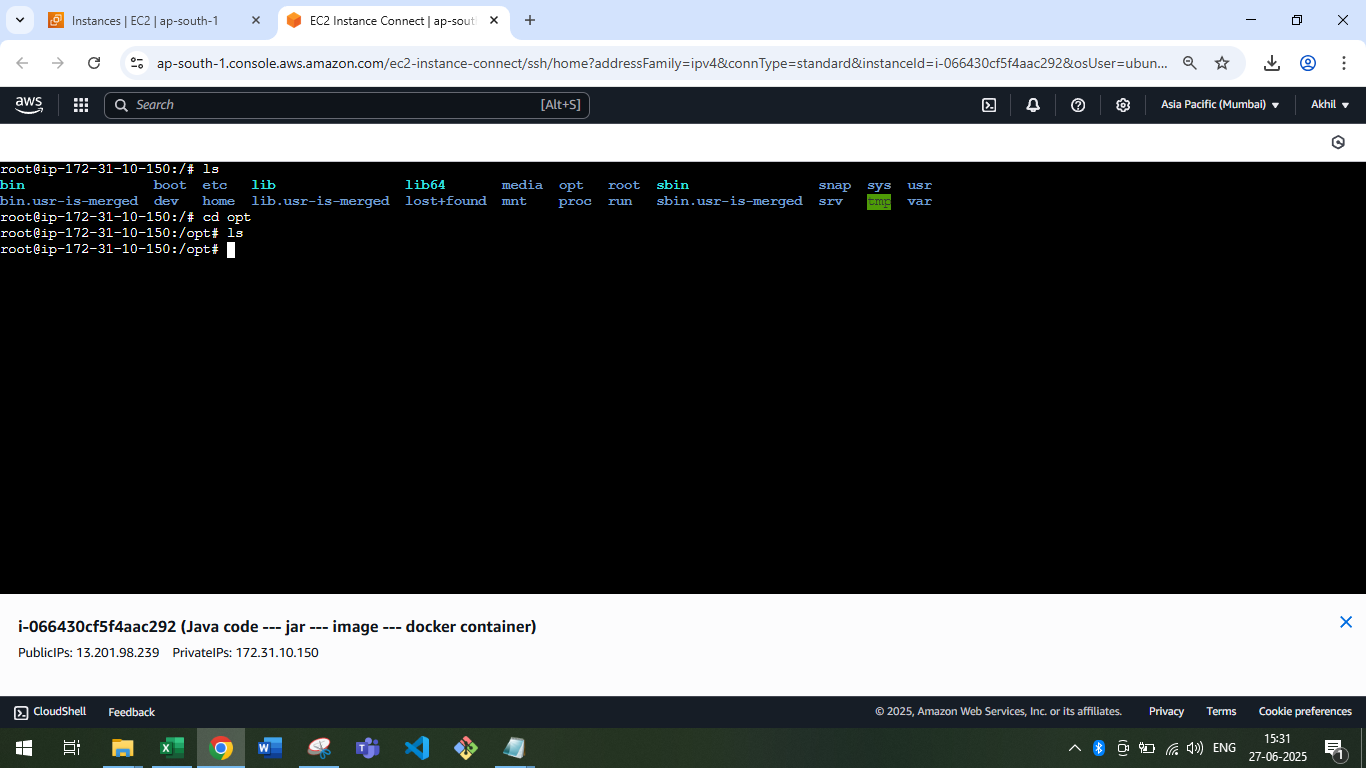 Instances | EC2 | ap-south-1
EC2 Instance Connect | ap-sout
ap-south-1.console.aws.amazon.com/ec2-instance-connect/ssh/home?addressFamily=ipv4&connType=standard&instanceId=i-066430cf5f4aac292&osUser=ubun...
aws
Search
[Alt+S]
Asia Pacific (Mumbai)
Akhil
root@ip-172-31-10-150:/# ls
bin boot etc lib lib64 media opt root sbin snap sys usr
bin.usr-is-merged dev home lib.usr-is-merged lost+found mnt proc run sbin.usr-is-merged srv tmp var
root@ip-172-31-10-150:/# cd opt
root@ip-172-31-10-150:/opt# ls
root@ip-172-31-10-150:/opt#
i-066430cf5f4aac292 (Java code --- jar --- image --- docker container)
PublicIPs: 13.201.98.239 PrivateIPs: 172.31.10.150
CloudShell Feedback © 2025, Amazon Web Services, Inc. or its affiliates. Privacy Terms Cookie preferences
ENG
15:31
27-06-2025
1